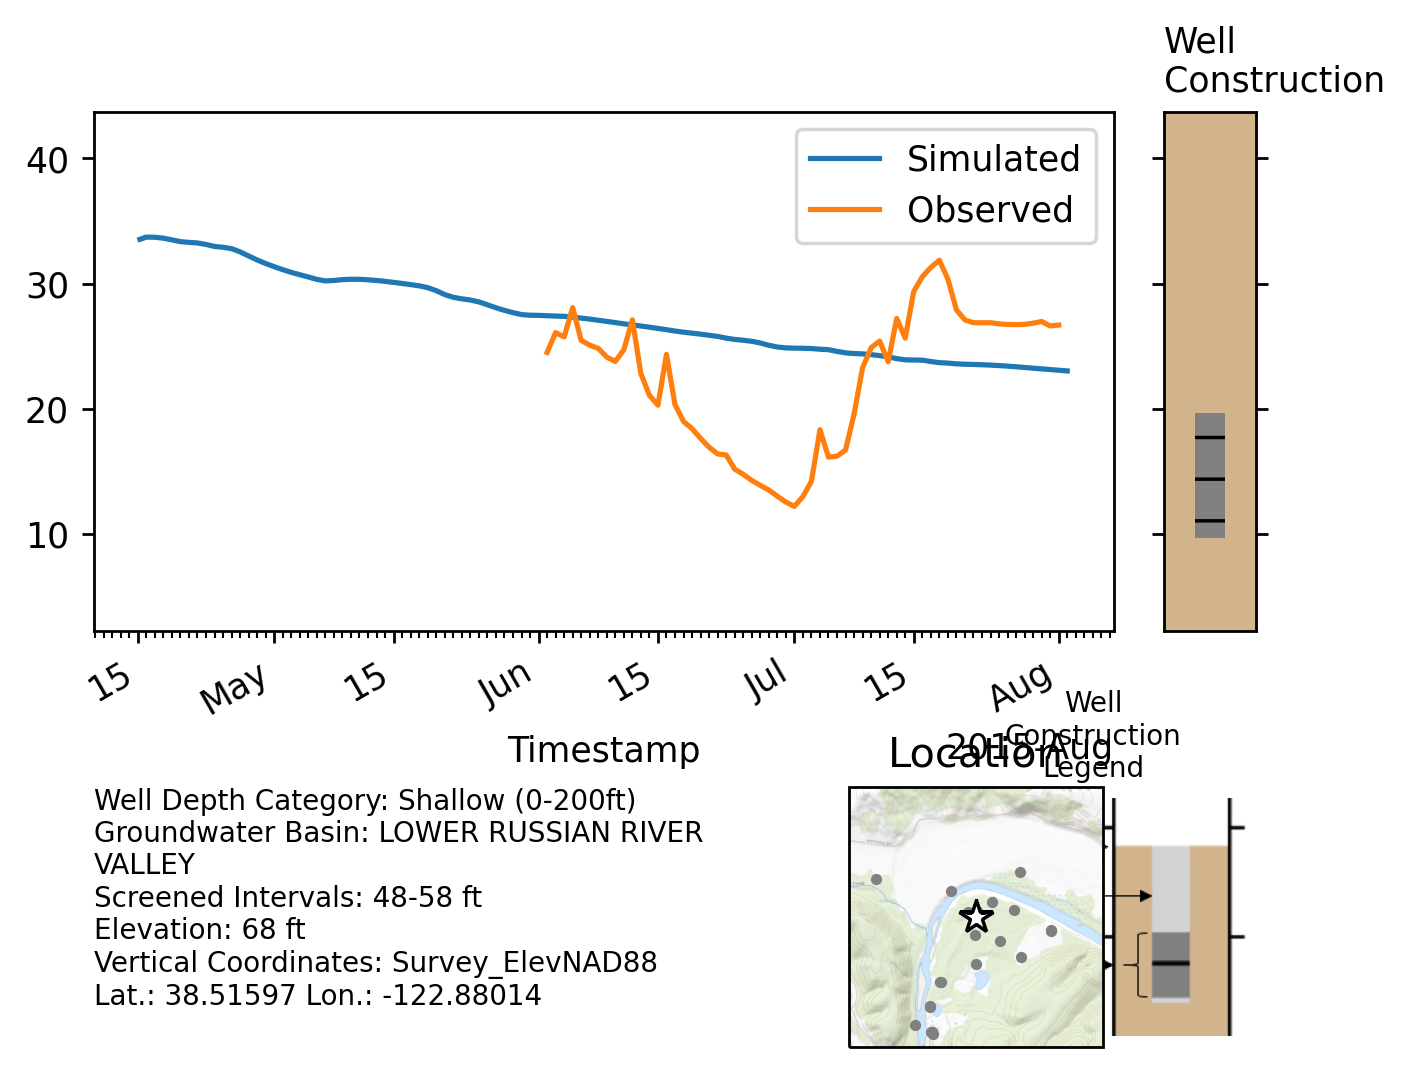 Well
Construction
40
30
20
10
Simulated
Observed
15
May
15
Jun
15
Jul
15
Aug
Timestamp
2015-Aug
Location
Well
Construction
Legend
Well Depth Category: Shallow (0-200ft)
Groundwater Basin: LOWER RUSSIAN RIVER
VALLEY
Screened Intervals: 48-58 ft
Elevation: 68 ft
Vertical Coordinates: Survey_ElevNAD88
Lat.: 38.51597 Lon.: -122.88014